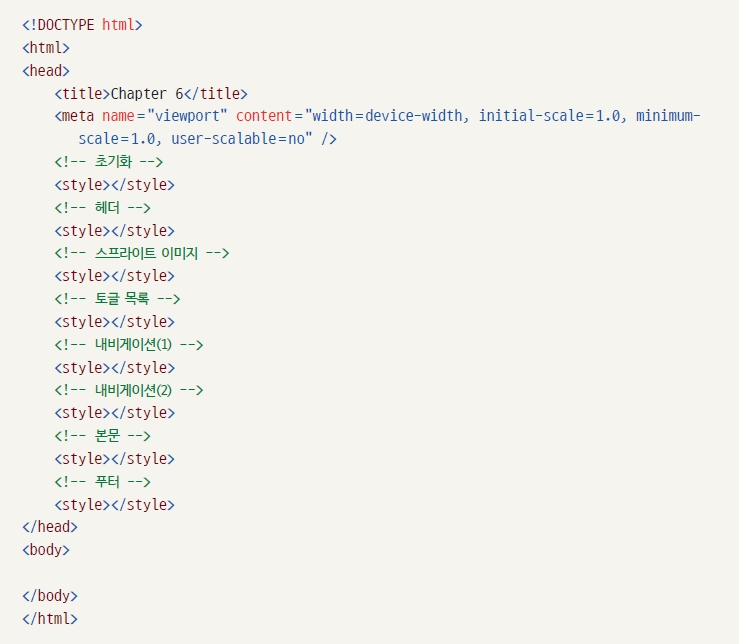 <!DOCTYPE html>
<html>
<head>
<title>Chapter 6</title>
<meta name="viewport" content="width=device-width, initial-scale=1.0, minimum-
scale=1.0, user-scalable=no" />
<!-- 초기화 -->
<style></style>
<!-- 헤더 -->
<style></style>
<!-- 스프라이트 이미지 -->
<style></style>
<!-- 토글 목록 -->
<style></style>
<!-- 내비게이션(1) -->
<style></style>
<!-- 내비게이션(2) -->
<style></style>
<!-- 본문 -->
<style></style>
<!-- 푸터 -->
<style></style>
</head>
<body>
</body>
</html>